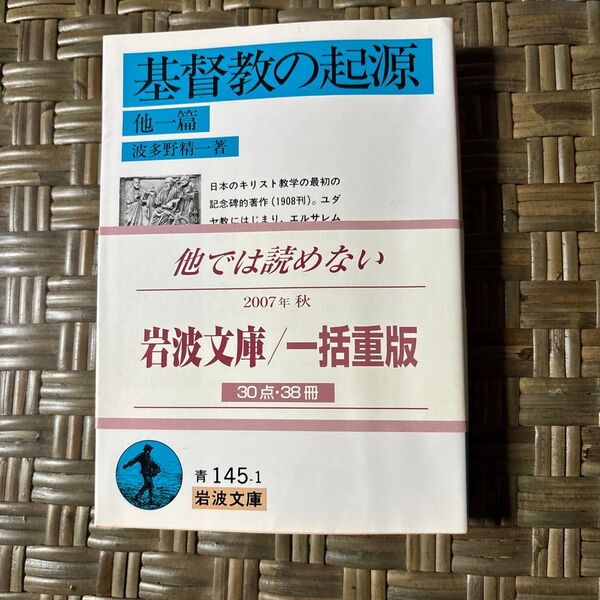 基督教の起源
他一篇
波多野精一著
日本のキリスト教学の最初の
記念碑的著作(1908刊)。ユダ
ヤ教にはじまり、エルサレム
他では読めない
2007年 秋
岩波文庫/一括重版
30点・38冊
青 145-1
岩波文庫